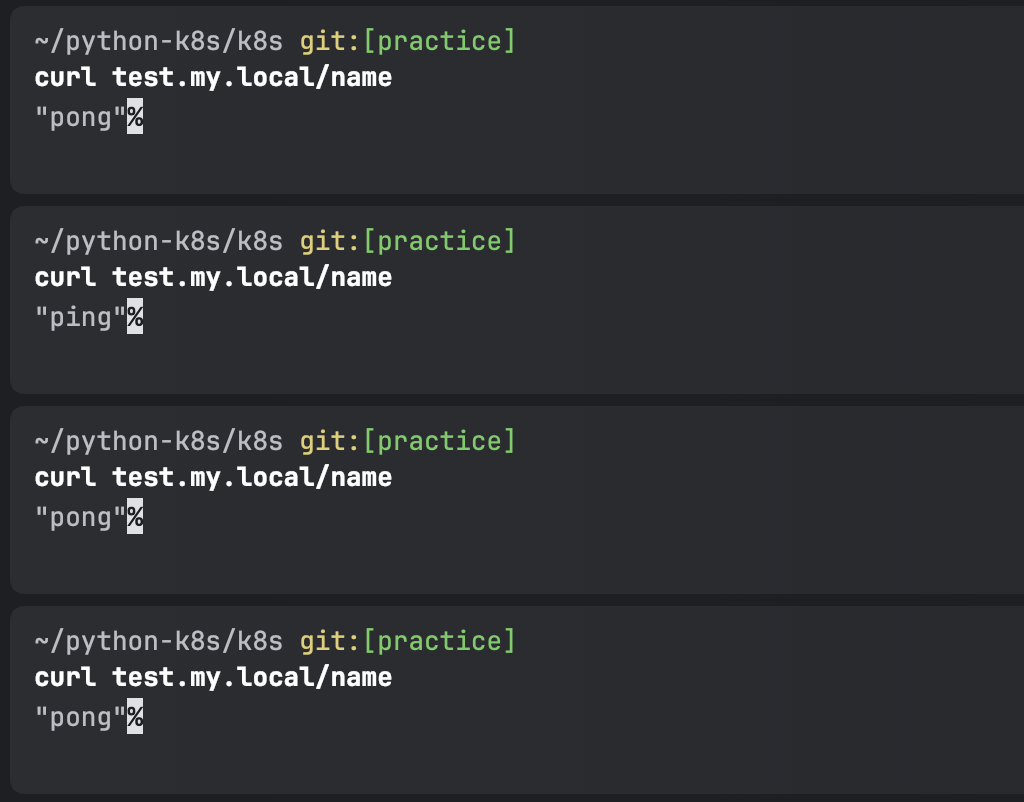 ~/python-k8s/k8s git:[practice]
curl test.my.local/name
"pong"%
~/python-k8s/k8s git:[practice]
curl test.my.local/name
"ping"%
~/python-k8s/k8s git:[practice]
curl test.my.local/name
"pong"%
~/python-k8s/k8s git:[practice]
curl test.my.local/name
"pong"%